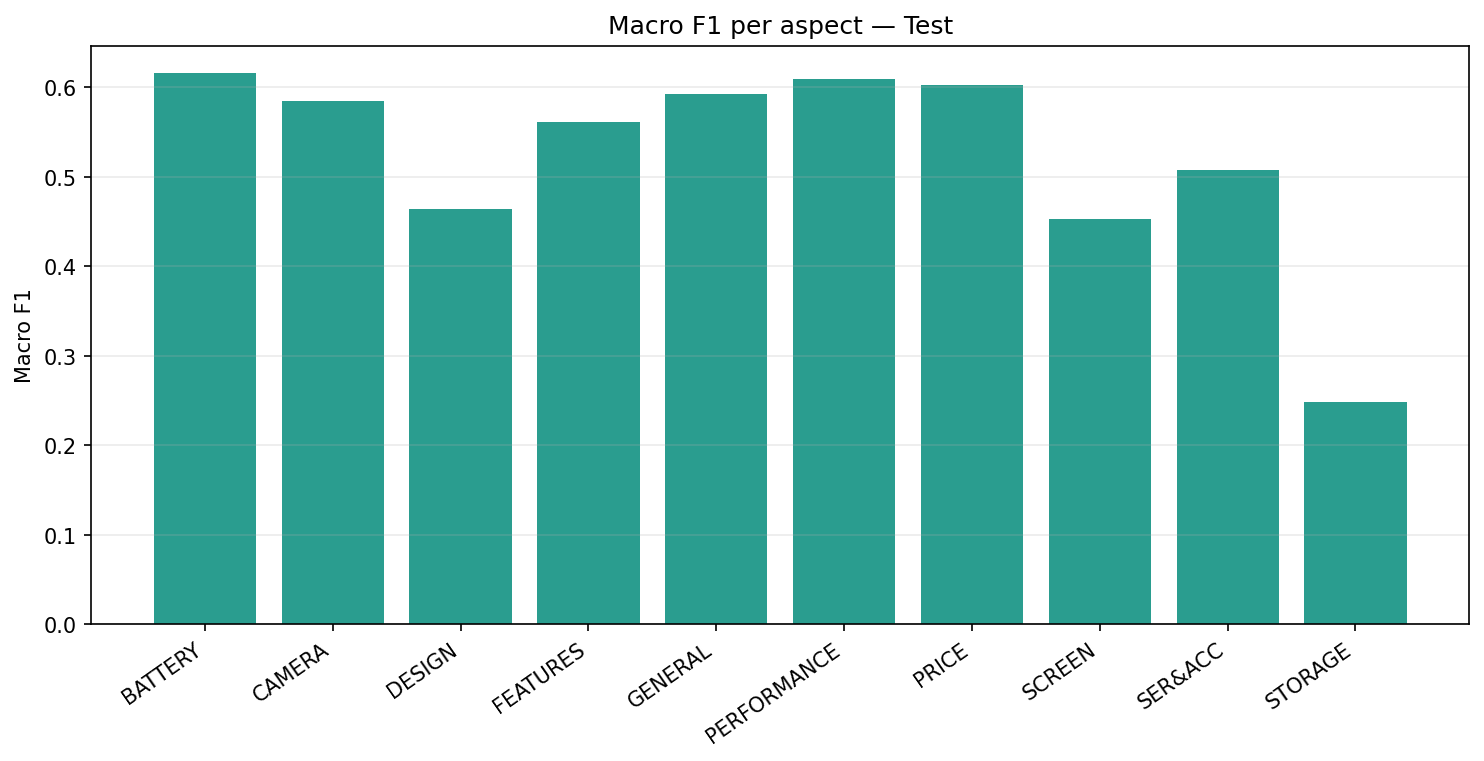 Macro F1 per aspect — Test
Macro F1
0.6
0.5
0.4
0.3
0.2
0.1
0.0
BATTERY
CAMERA
DESIGN
FEATURES
GENERAL
PERFORMANCE
PRICE
SCREEN
SER&ACC
STORAGE